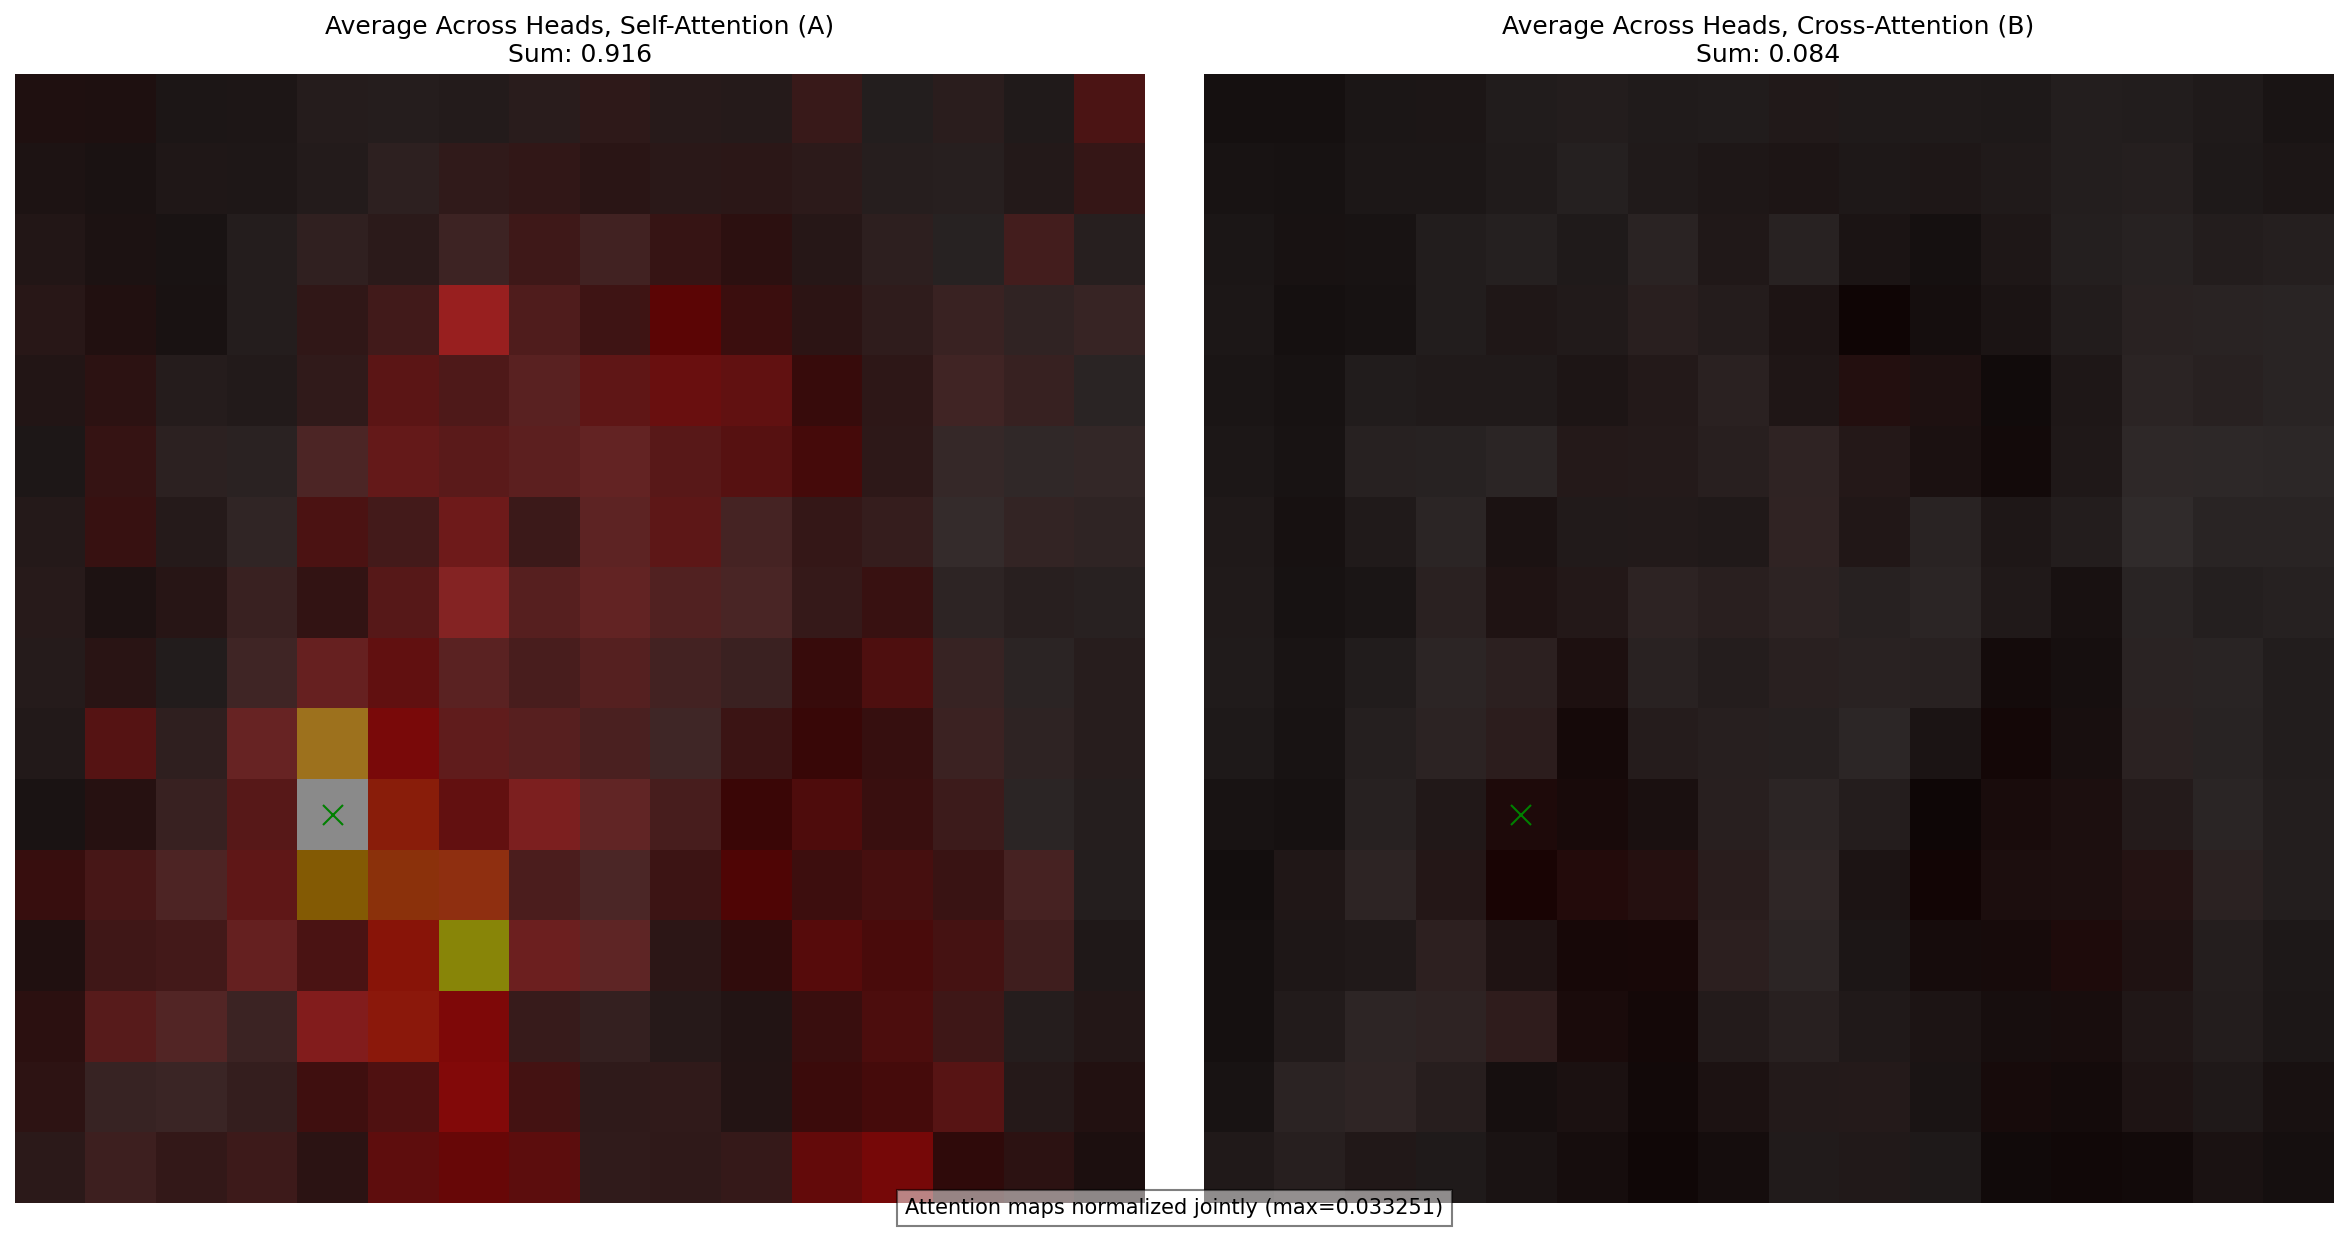 Average Across Heads, Self-Attention (A)
Sum: 0.916
Average Across Heads, Cross-Attention (B)
Sum: 0.084
Attention maps normalized jointly (max=0.033251)